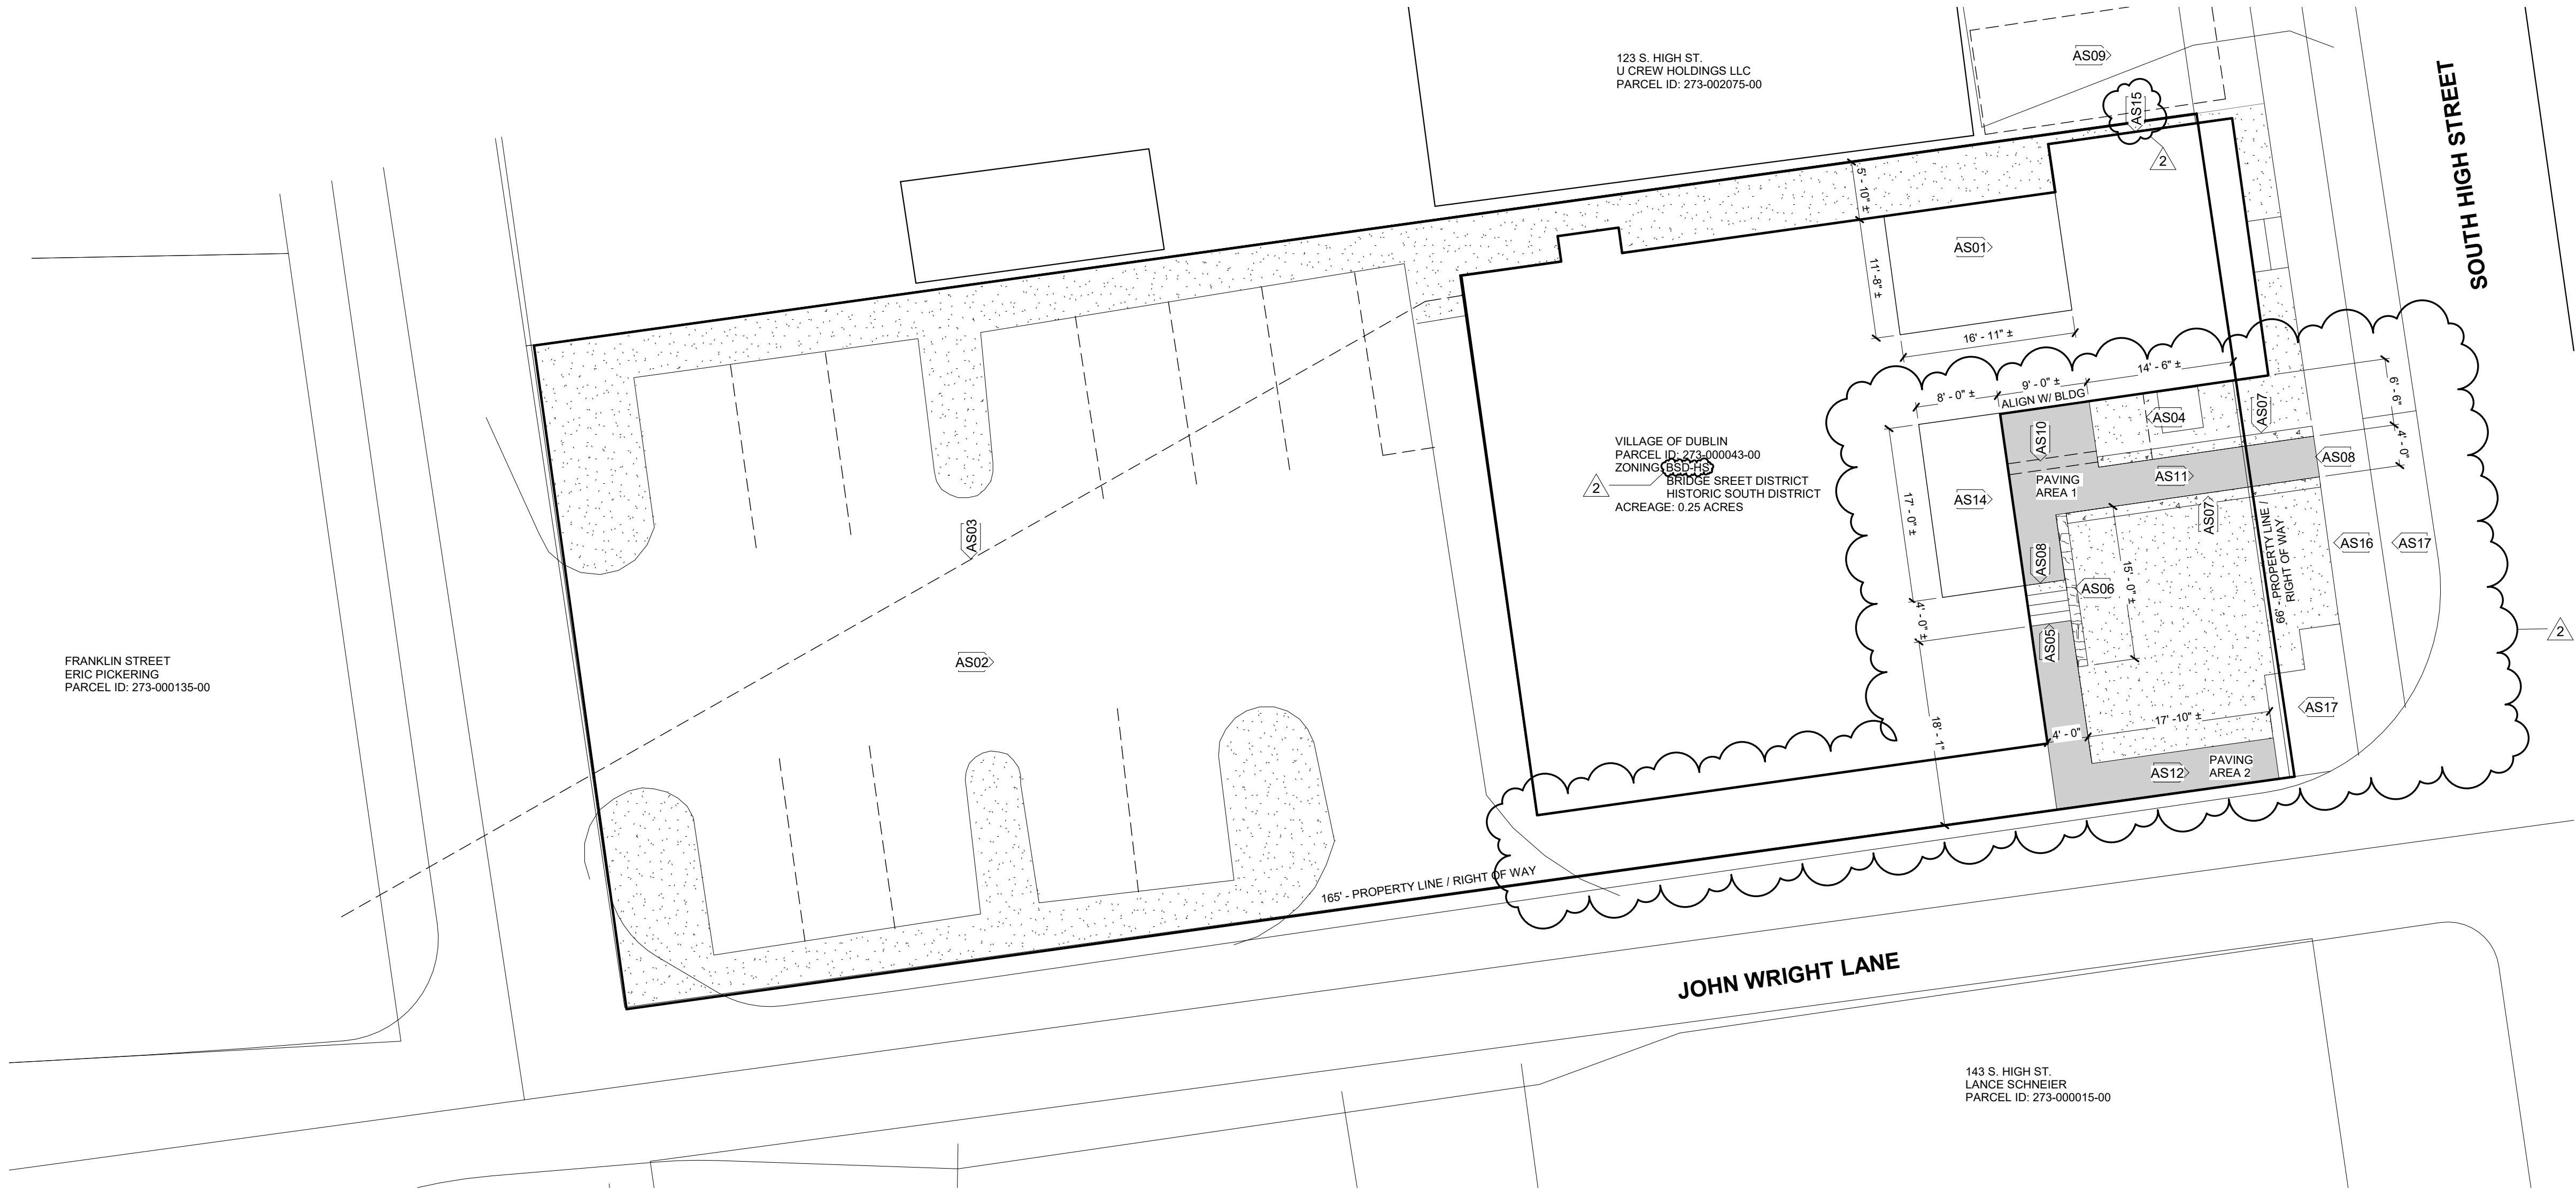 123 S. HIGH ST.
U CREW HOLDINGS LLC
PARCEL ID: 273-002075-00
AS09
AS15
2
SOUTH HIGH STREET
5' - 10" ±
AS01
11' -8" ±
16' - 11" ±
14' - 6" ±
9' - 0" ±
8' - 0" ±
ALIGN W/ BLDG
6' - 6"
4' - 0"
AS07
AS04
AS10
AS08
AS11
PAVING
AREA 1
AS14
17' - 0" ±
VILLAGE OF DUBLIN
PARCEL ID: 273-000043-00
ZONING: BSD-HS
BRIDGE SREET DISTRICT
HISTORIC SOUTH DISTRICT
ACREAGE: 0.25 ACRES
2
AS03
AS07
66' - PROPERTY LINE /
RIGHT OF WAY
AS16
AS17
AS08
AS06
15' - 0" ±
4' - 0" ±
AS05
2
FRANKLIN STREET
ERIC PICKERING
PARCEL ID: 273-000135-00
AS02
AS17
17' -10" ±
4' - 0"
18' - 1"
AS12
PAVING
AREA 2
165' - PROPERTY LINE / RIGHT OF WAY
JOHN WRIGHT LANE
143 S. HIGH ST.
LANCE SCHNEIER
PARCEL ID: 273-000015-00